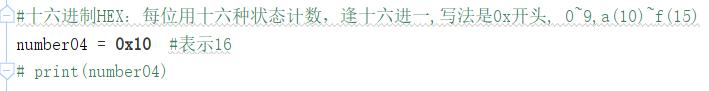 #十六进制HEX：每位用十六种状态计数，逢十六进一,写法是0x开头, 0~9,a(10)~f(15)
number04 = 0x10  #表示16
# print(number04)